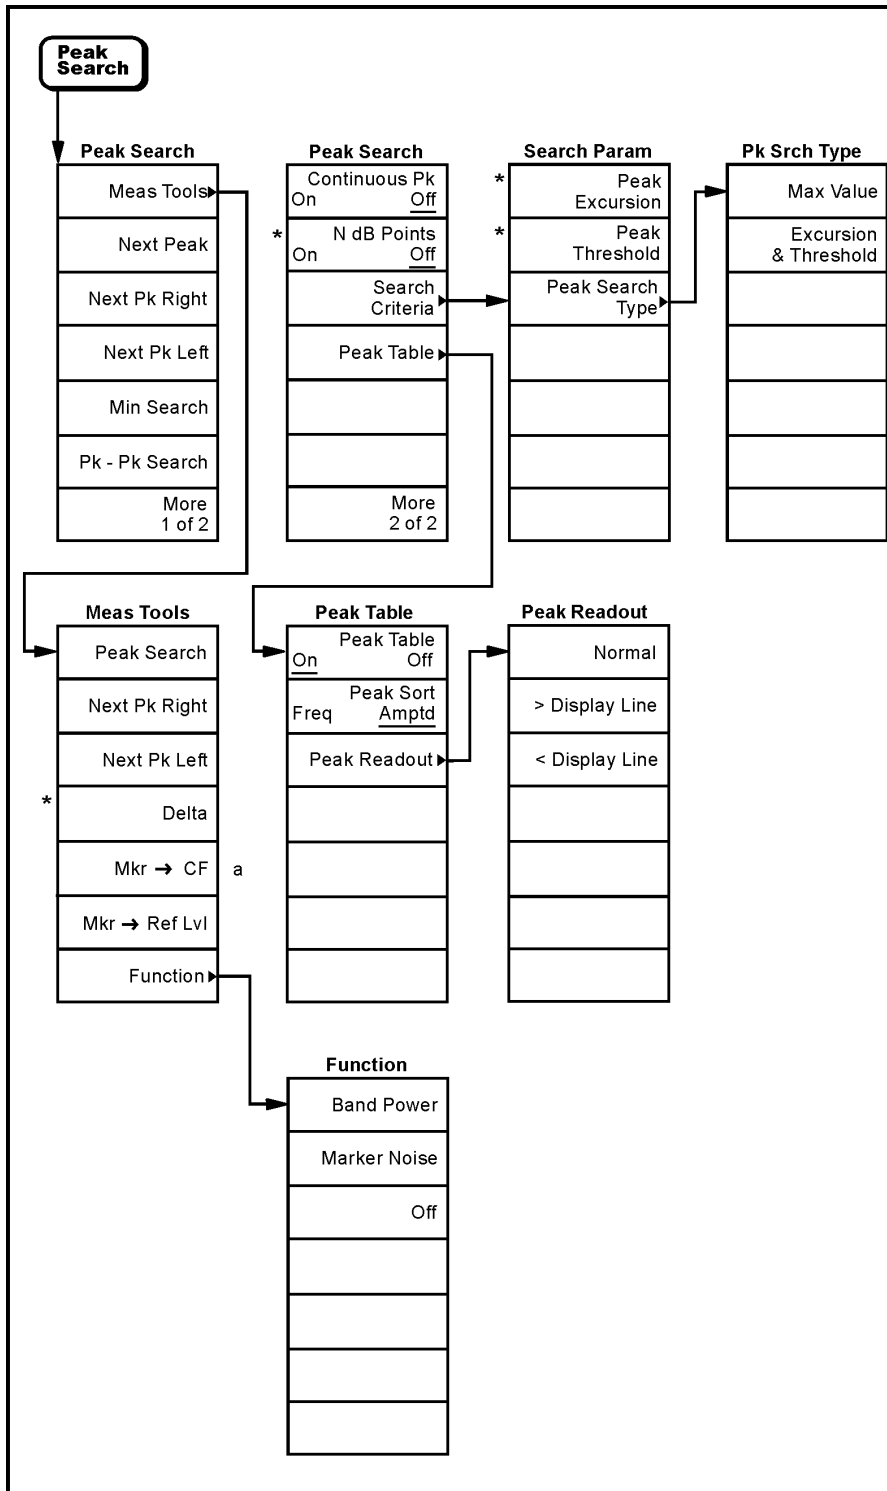 Peak
Search
Peak Search
Meas Tools
Next Peak
Next Pk Right
Next Pk Left
Min Search
Pk - Pk Search
More
1 of 2
Peak Search
Continuous Pk
On Off
* N dB Points
On Off
Search
Criteria
Peak Table
More
2 of 2
Search Param
* Peak
Excursion
* Peak
Threshold
Peak Search
Type
Pk Srch Type
Max Value
Excursion
& Threshold
Meas Tools
Peak Search
Next Pk Right
Next Pk Left
* Delta
Mkr → CF a
Mkr → Ref Lvl
Function
Peak Table
Peak Table
On Off
Peak Sort
Freq Amptd
Peak Readout
Peak Readout
Normal
> Display Line
< Display Line
Function
Band Power
Marker Noise
Off